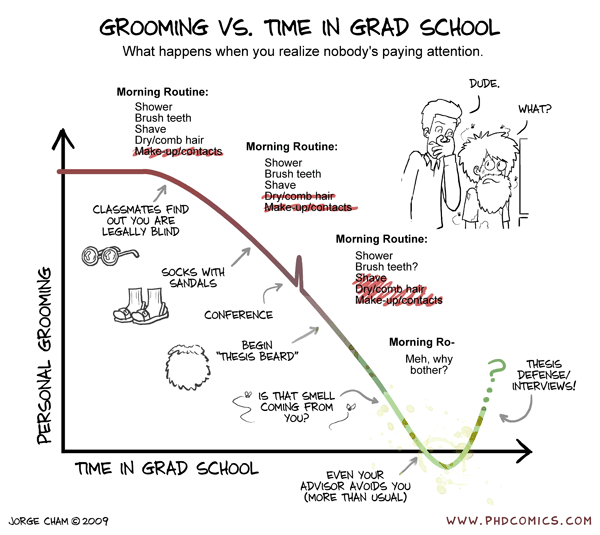 GROOMING VS. TIME IN GRAD SCHOOL
What happens when you realize nobody's paying attention.
DUDE.
WHAT?
Morning Routine:
Shower
Brush teeth
Shave
Dry/comb hair
Make-up/contacts
Morning Routine:
Shower
Brush teeth
Shave
Dry/comb hair
Make-up/contacts
Morning Routine:
Shower
Brush teeth?
Shave
Dry/comb hair
Make-up/contacts
Morning Ro-
Meh, why
bother?
CLASSMATES FIND
OUT YOU ARE
LEGALLY BLIND
SOCKS WITH
SANDALS
CONFERENCE
BEGIN
"THESIS BEARD"
IS THAT SMELL
COMING FROM
YOU?
EVEN YOUR
ADVISOR AVOIDS YOU
(MORE THAN USUAL)
?
THESIS
DEFENSE/
INTERVIEWS!
PERSONAL GROOMING
TIME IN GRAD SCHOOL
JORGE CHAM © 2009
WWW.PHDCOMICS.COM